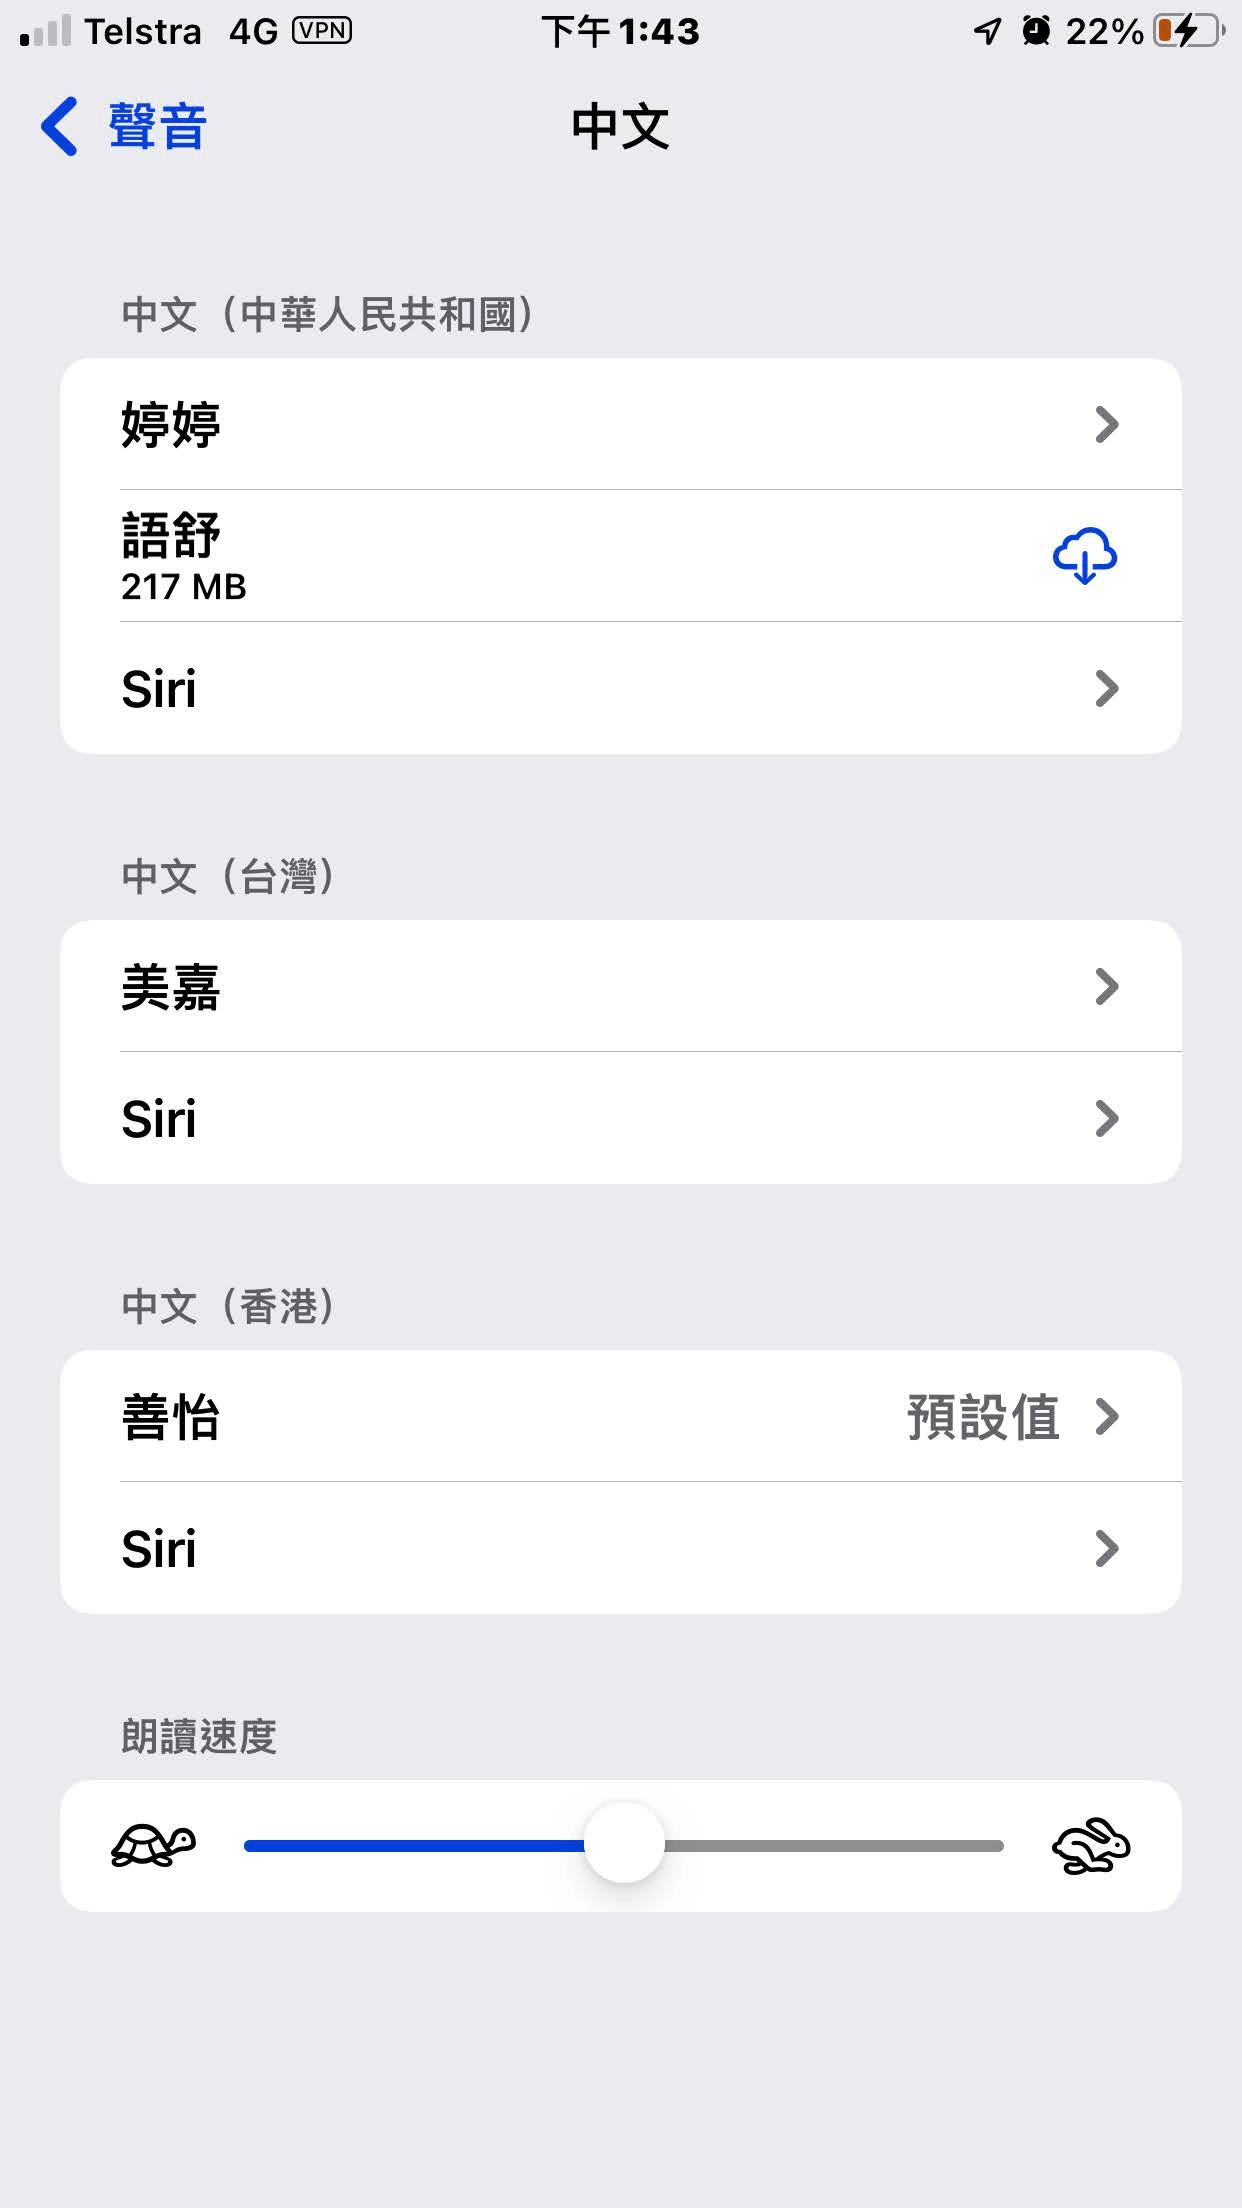 Telstra 4G VPN 下午 1:43 22%
聲音 中文
中文（中華人民共和國）
婷婷
語舒
217 MB
Siri
中文（台灣）
美嘉
Siri
中文（香港）
善怡 預設值
Siri
朗讀速度